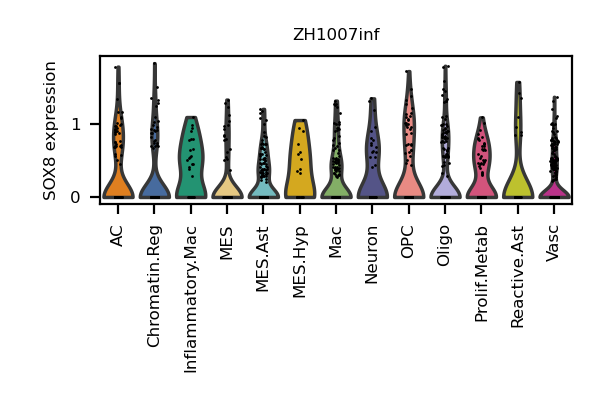 ZH1007inf
SOX8 expression
1
0
AC
Chromatin.Reg
Inflammatory.Mac
MES
MES.Ast
MES.Hyp
Mac
Neuron
OPC
Oligo
Prolif.Metab
Reactive.Ast
Vasc